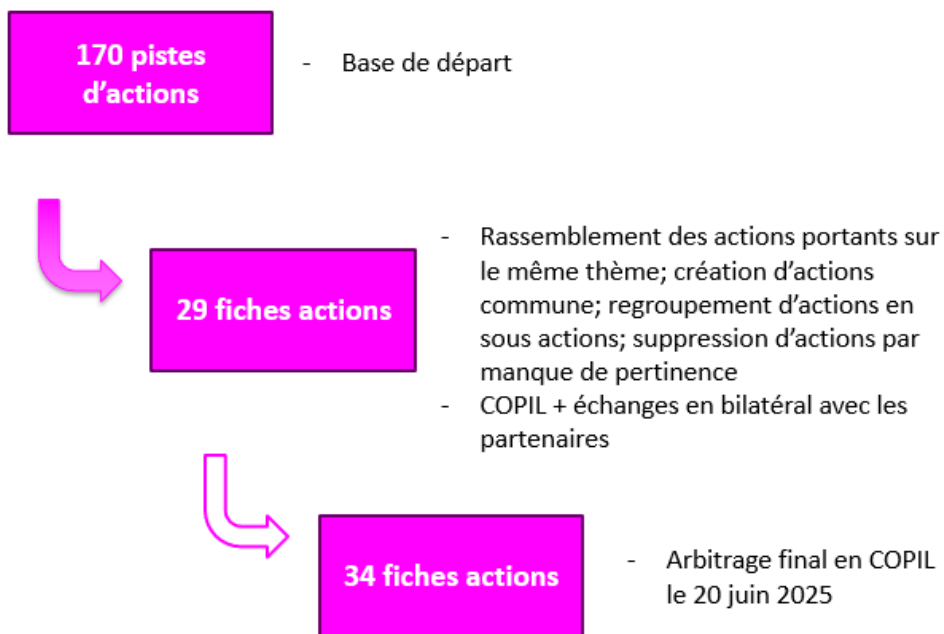 170 pistes
d'actions
- Base de départ
29 fiches actions
- Rassemblement des actions portants sur
le même thème; création d'actions
commune; regroupement d'actions en
sous actions; suppression d'actions par
manque de pertinence
- COPIL + échanges en bilatéral avec les
partenaires
34 fiches actions
- Arbitrage final en COPIL
le 20 juin 2025